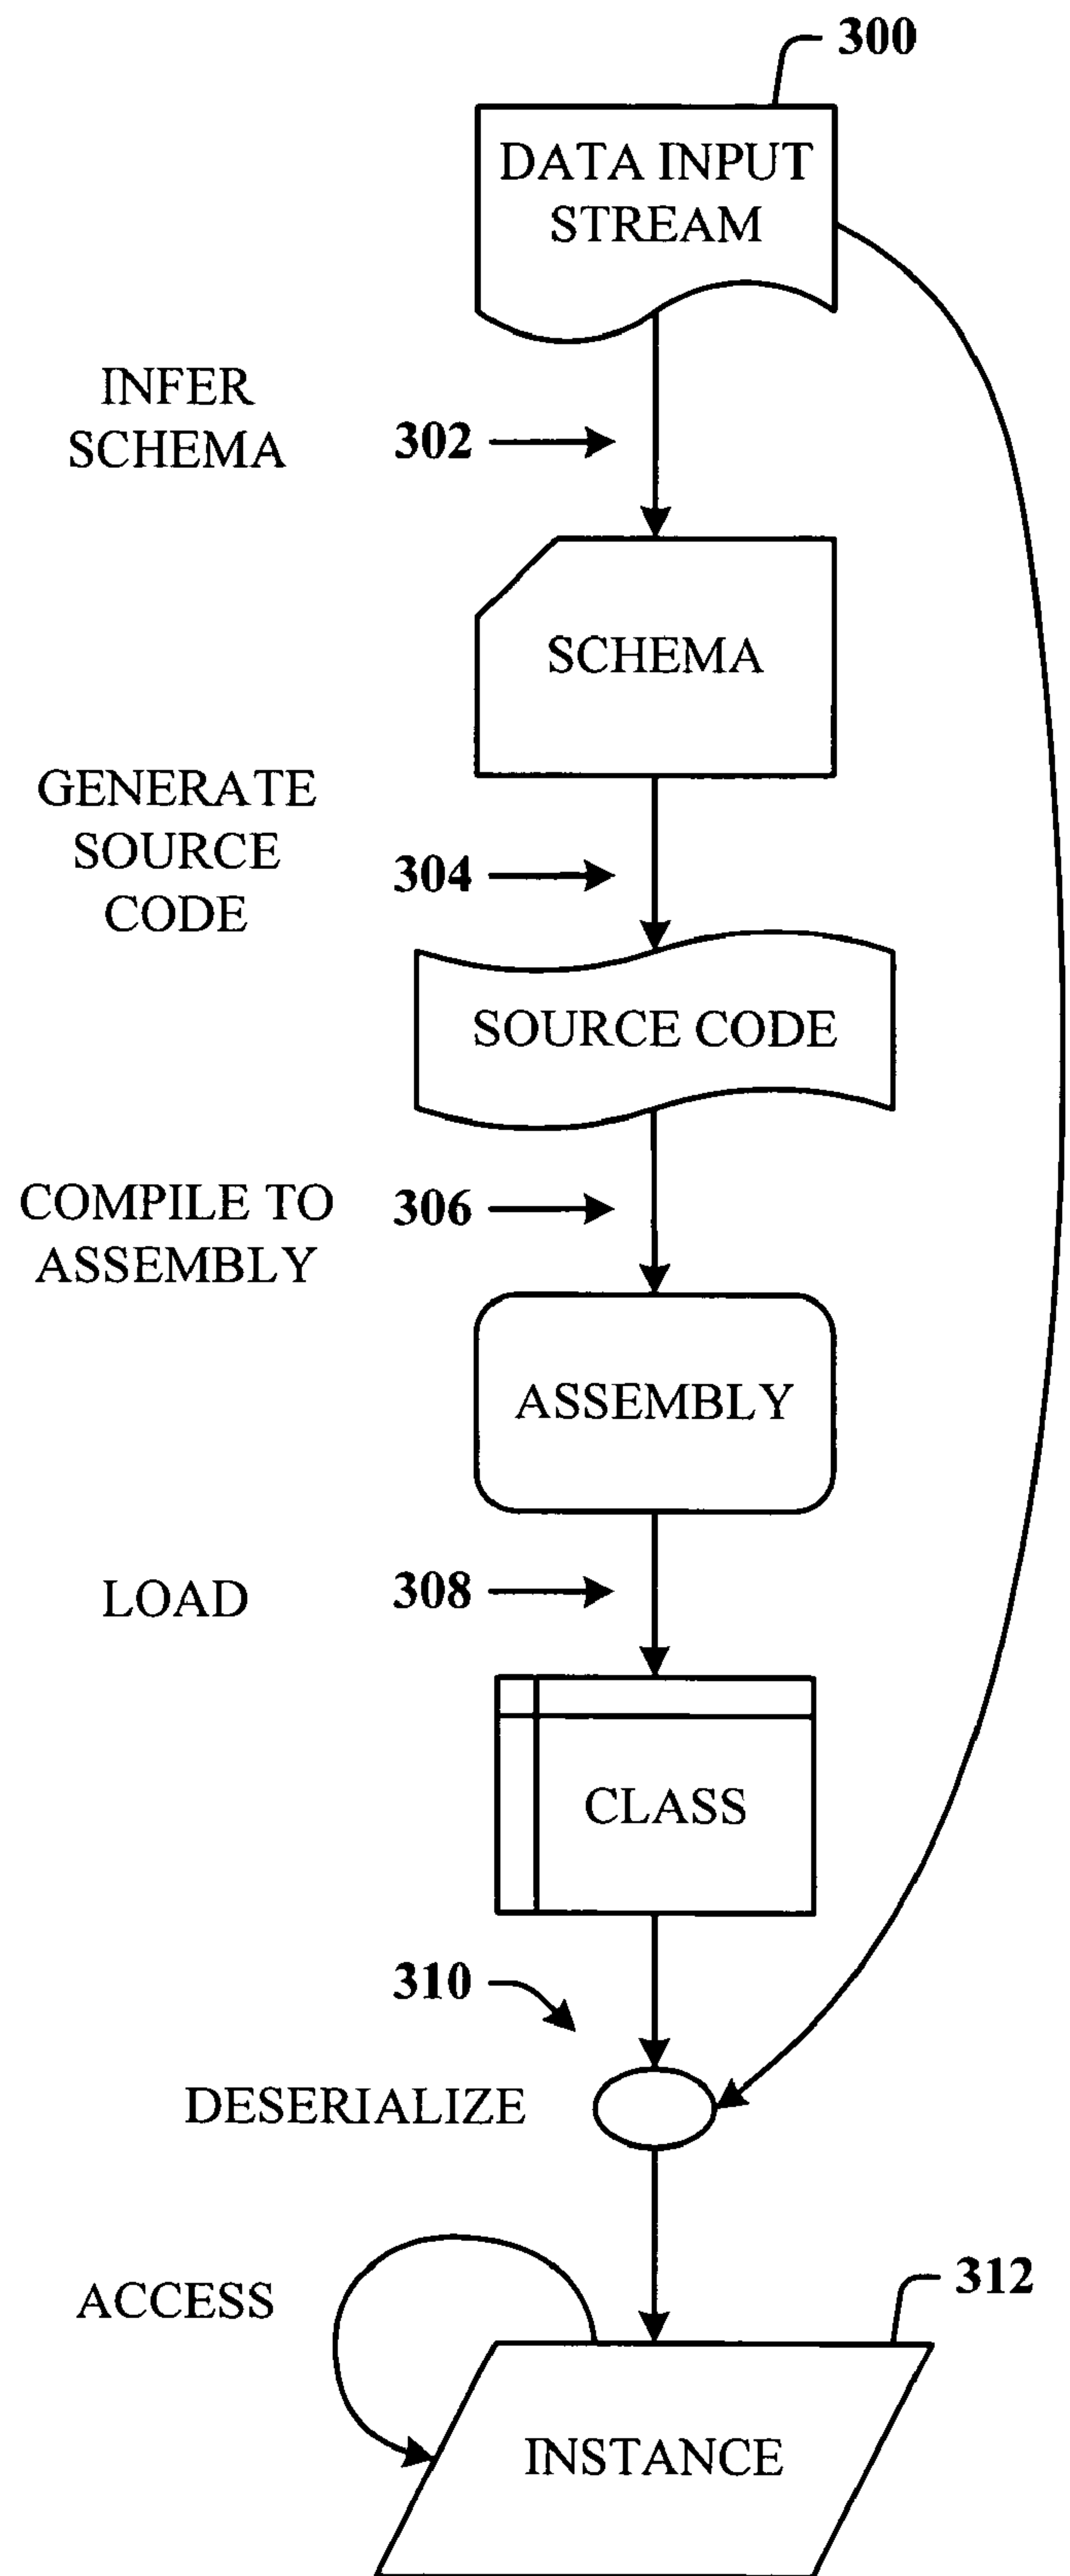 300
DATA INPUT
STREAM
INFER
SCHEMA
302
SCHEMA
GENERATE
SOURCE
CODE
304
SOURCE CODE
COMPILE TO
ASSEMBLY
306
ASSEMBLY
LOAD
308
CLASS
310
DESERIALIZE
ACCESS
312
INSTANCE